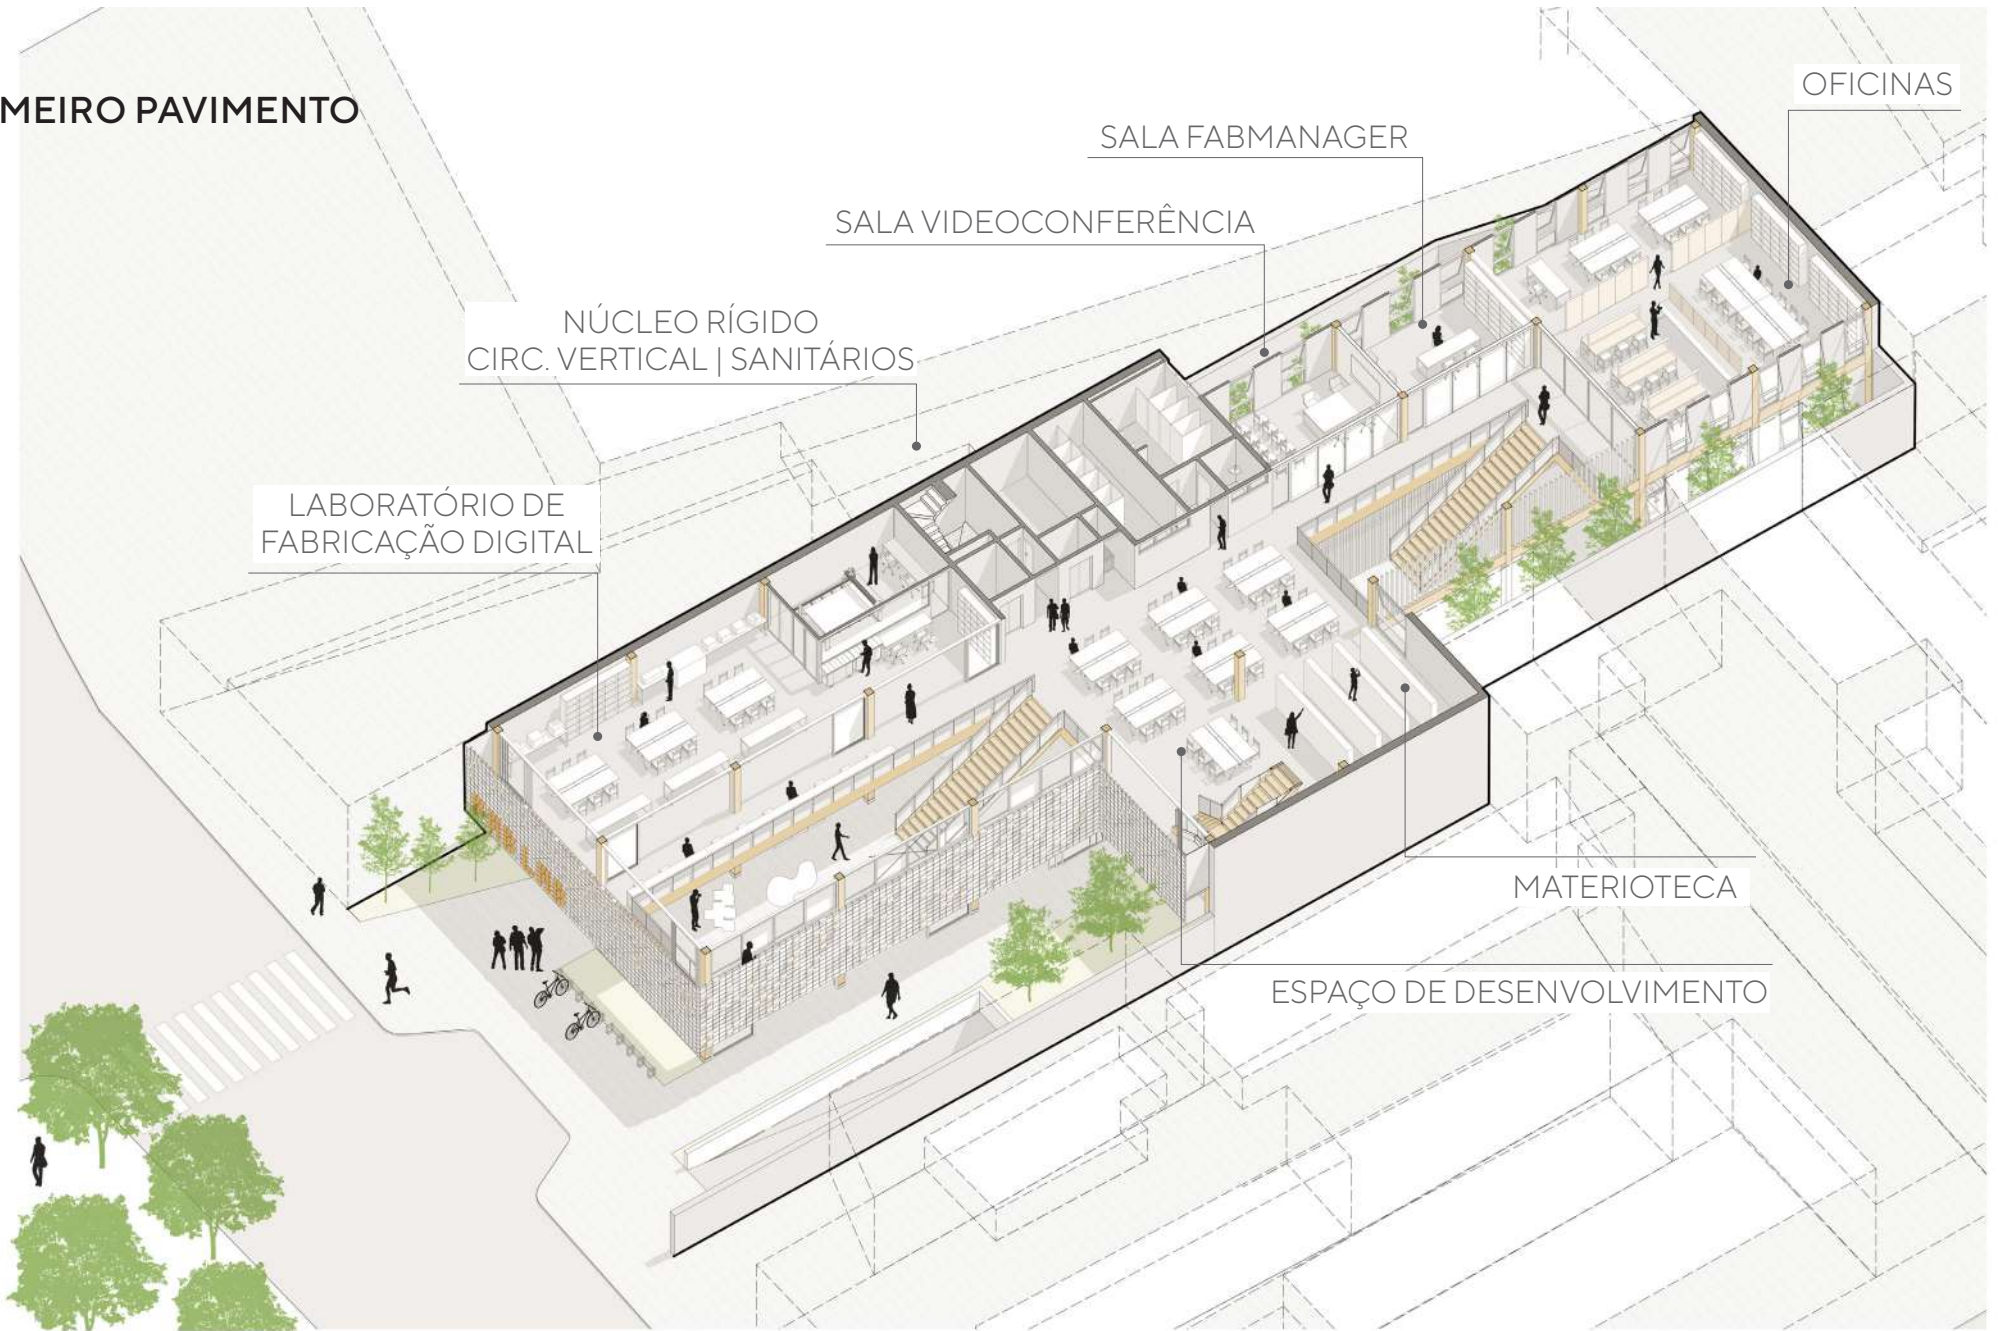 MEIRO PAVIMENTO
OFICINAS
SALA FABMANAGER
SALA VIDEOCONFERÊNCIA
NÚCLEO RÍGIDO
CIRC. VERTICAL | SANITÁRIOS
LABORATÓRIO DE
FABRICAÇÃO DIGITAL
MATERIOTECA
ESPAÇO DE DESENVOLVIMENTO